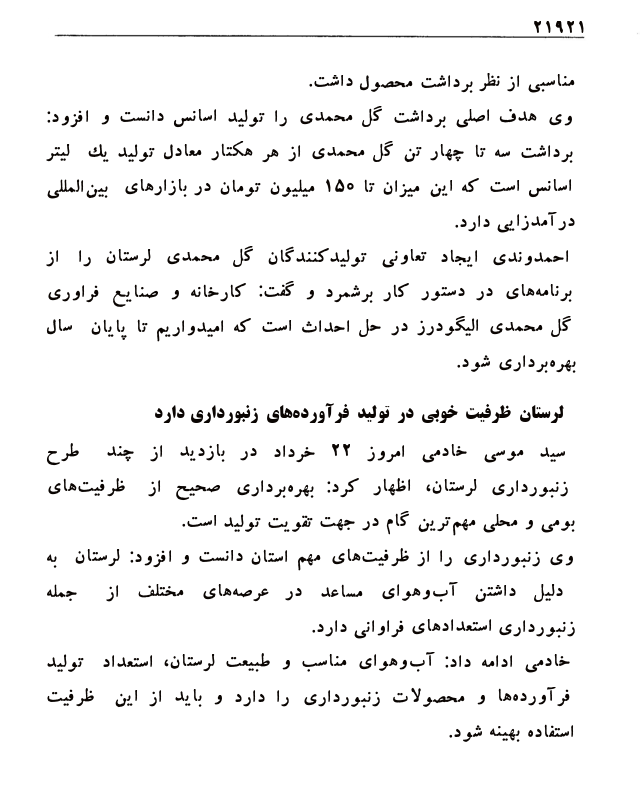 ۲۱۹۲۱
مناسبی از نظر برداشت محصول داشت.
وی هدف اصلی برداشت گل محمدی را تولید اسانس دانست و افزود:
برداشت سه تا چهار تن گل محمدی از هر هکتار معادل تولید یك لیتر
اسانس است که این میزان تا ۱۵۰ میلیون تومان در بازارهای بین‌المللی
درآمدزایی دارد.
احمدوندی ایجاد تعاونی تولیدکنندگان گل محمدی لرستان را از
برنامه‌های در دستور کار برشمرد و گفت: کارخانه و صنایع فراوری
گل محمدی الیگودرز در حل احداث است که امیدواریم تا پایان سال
بهره‌برداری شود.
لرستان ظرفیت خوبی در تولید فرآورده‌های زنبورداری دارد
سید موسی خادمی امروز ۲۲ خرداد در بازدید از چند طرح
زنبورداری لرستان، اظهار کرد: بهره‌برداری صحیح از ظرفیت‌های
بومی و محلی مهم‌ترین گام در جهت تقویت تولید است.
وی زنبورداری را از ظرفیت‌های مهم استان دانست و افزود: لرستان به
دلیل داشتن آب‌وهوای مساعد در عرصه‌های مختلف از جمله
زنبورداری استعدادهای فراوانی دارد.
خادمی ادامه داد: آب‌وهوای مناسب و طبیعت لرستان، استعداد تولید
فرآورده‌ها و محصولات زنبورداری را دارد و باید از این ظرفیت
استفاده بهینه شود.